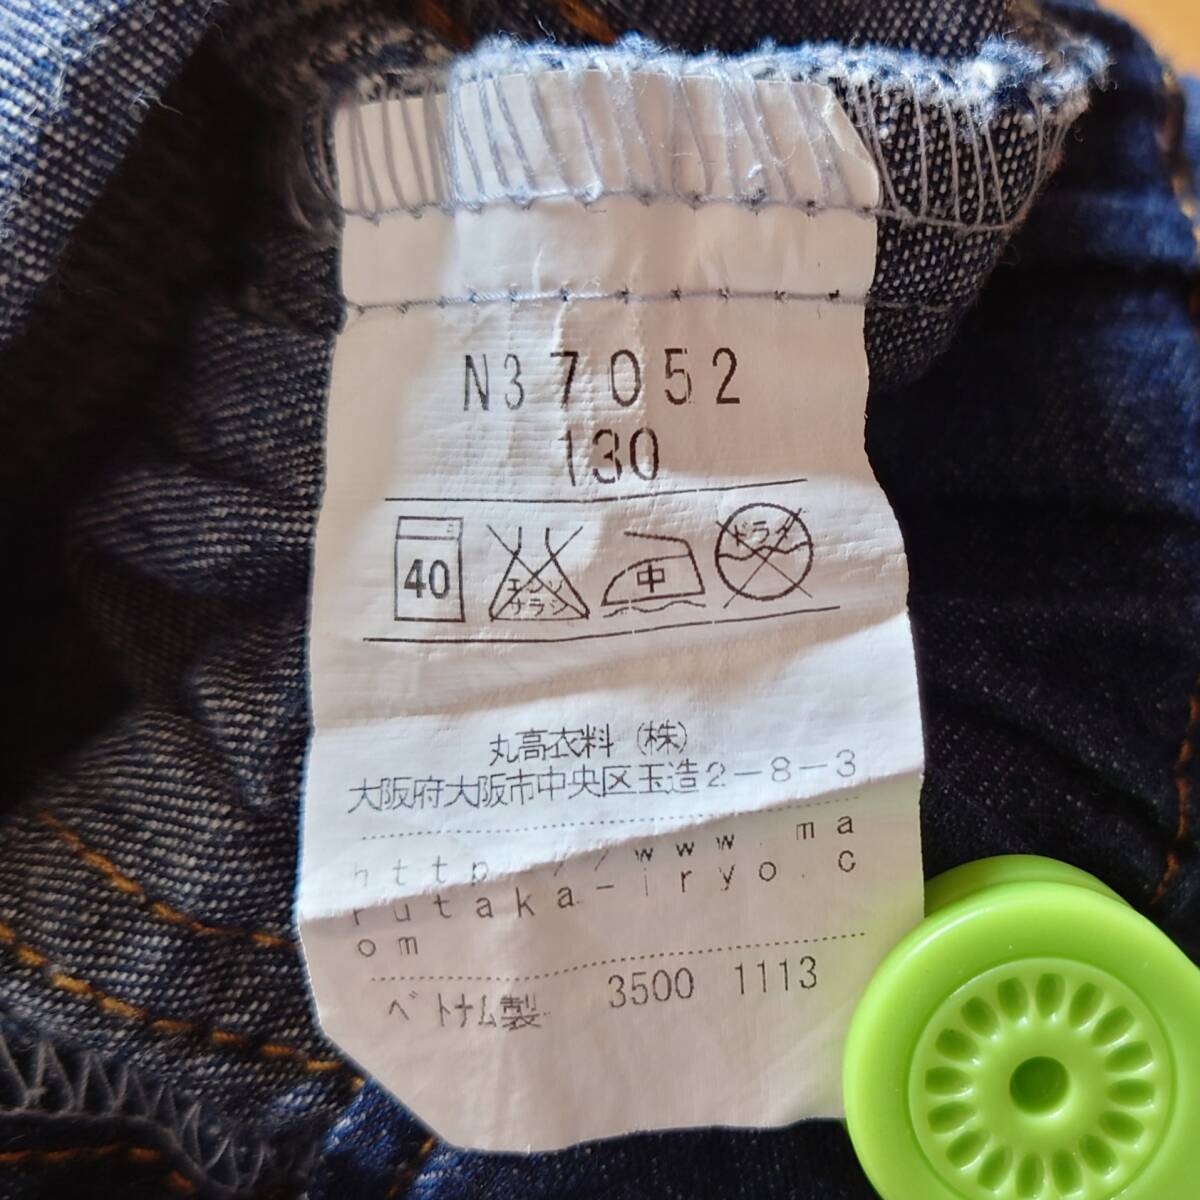 N37052
130
40 エンソ サラシ 中 ドライ
丸高衣料（株）
大阪府大阪市中央区玉造2-8-3
http://www.ma
rutaka-iryo.c
om
ベトナム製 3500 1113